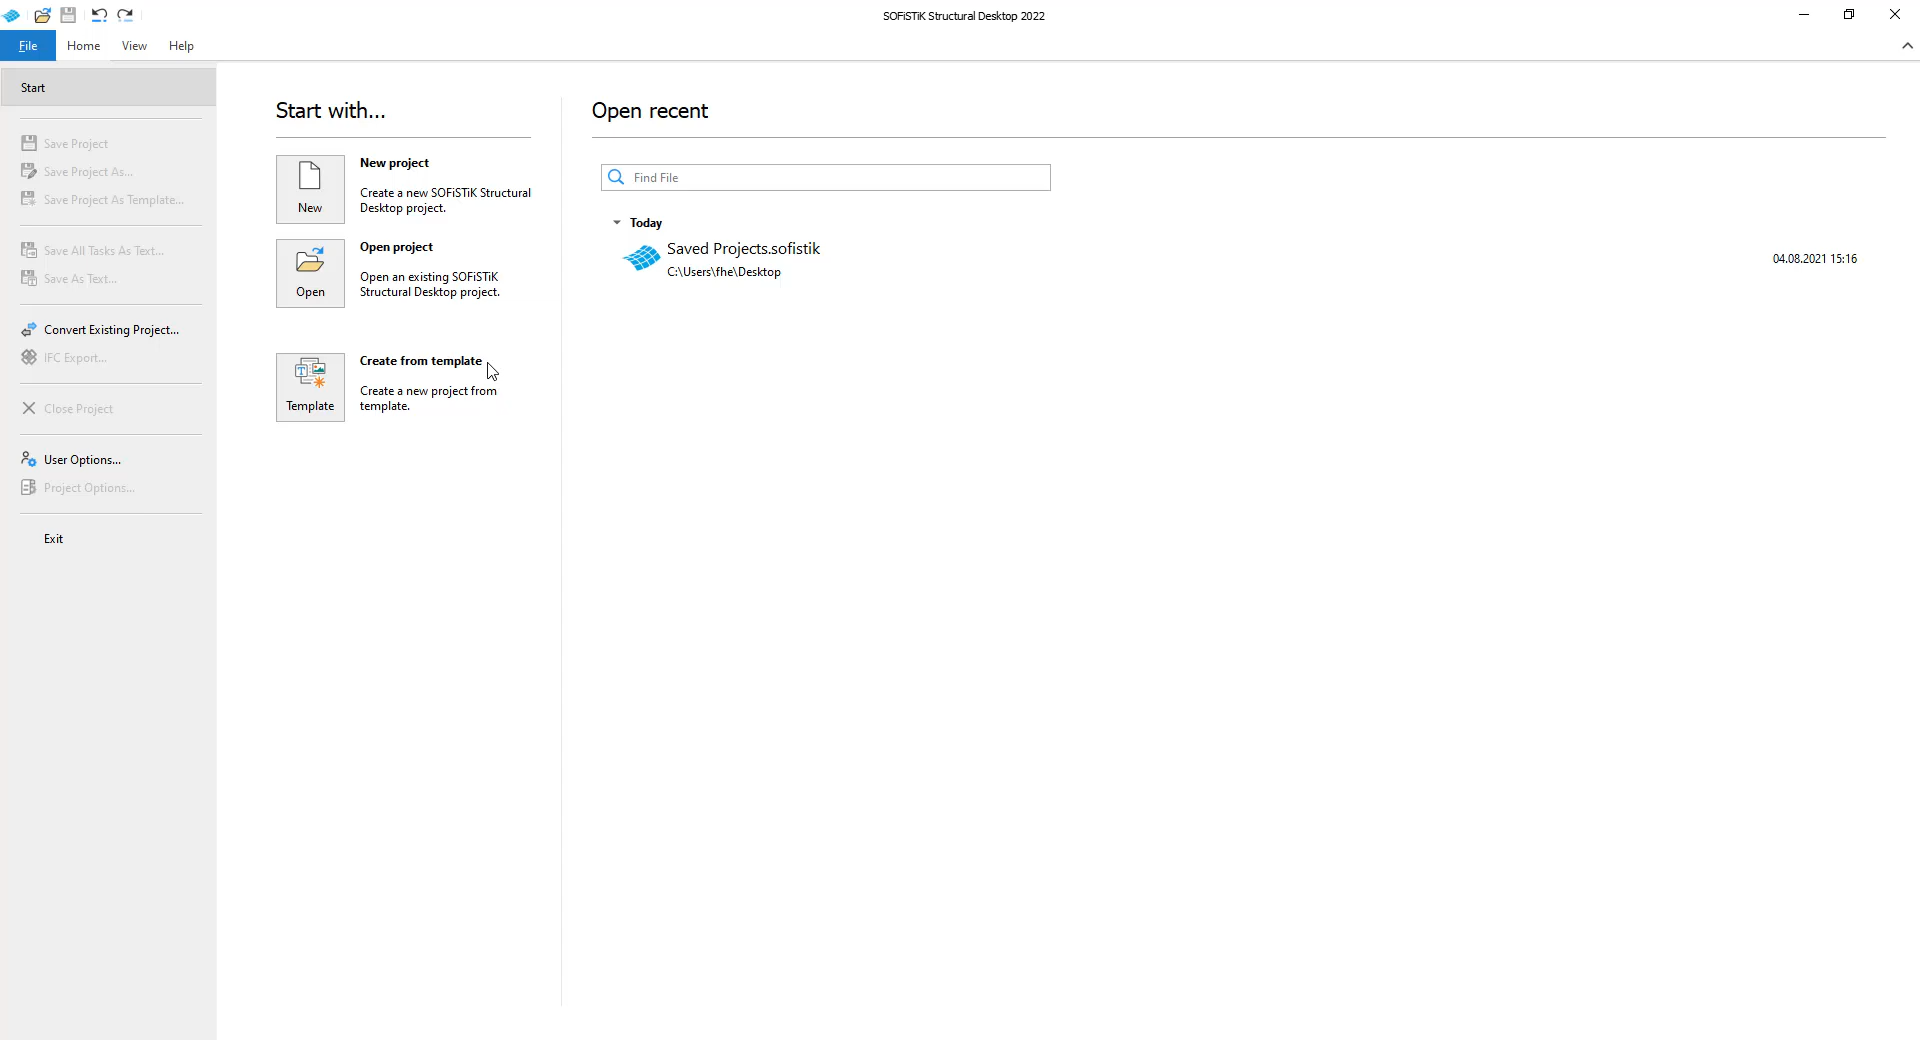 SOFiSTiK Structural Desktop 2022
File
Home
View
Help
Start
Save Project
Save Project As...
Save Project As Template...
Save All Tasks As Text...
Save As Text...
Convert Existing Project...
IFC Export...
Close Project
User Options...
Project Options...
Exit
Start with...
New
New project
Create a new SOFiSTiK Structural
Desktop project.
Open
Open project
Open an existing SOFiSTiK
Structural Desktop project.
Template
Create from template
Create a new project from
template.
Open recent
Find File
Today
Saved Projects.sofistik
C:\Users\fhe\Desktop
04.08.2021 15:16